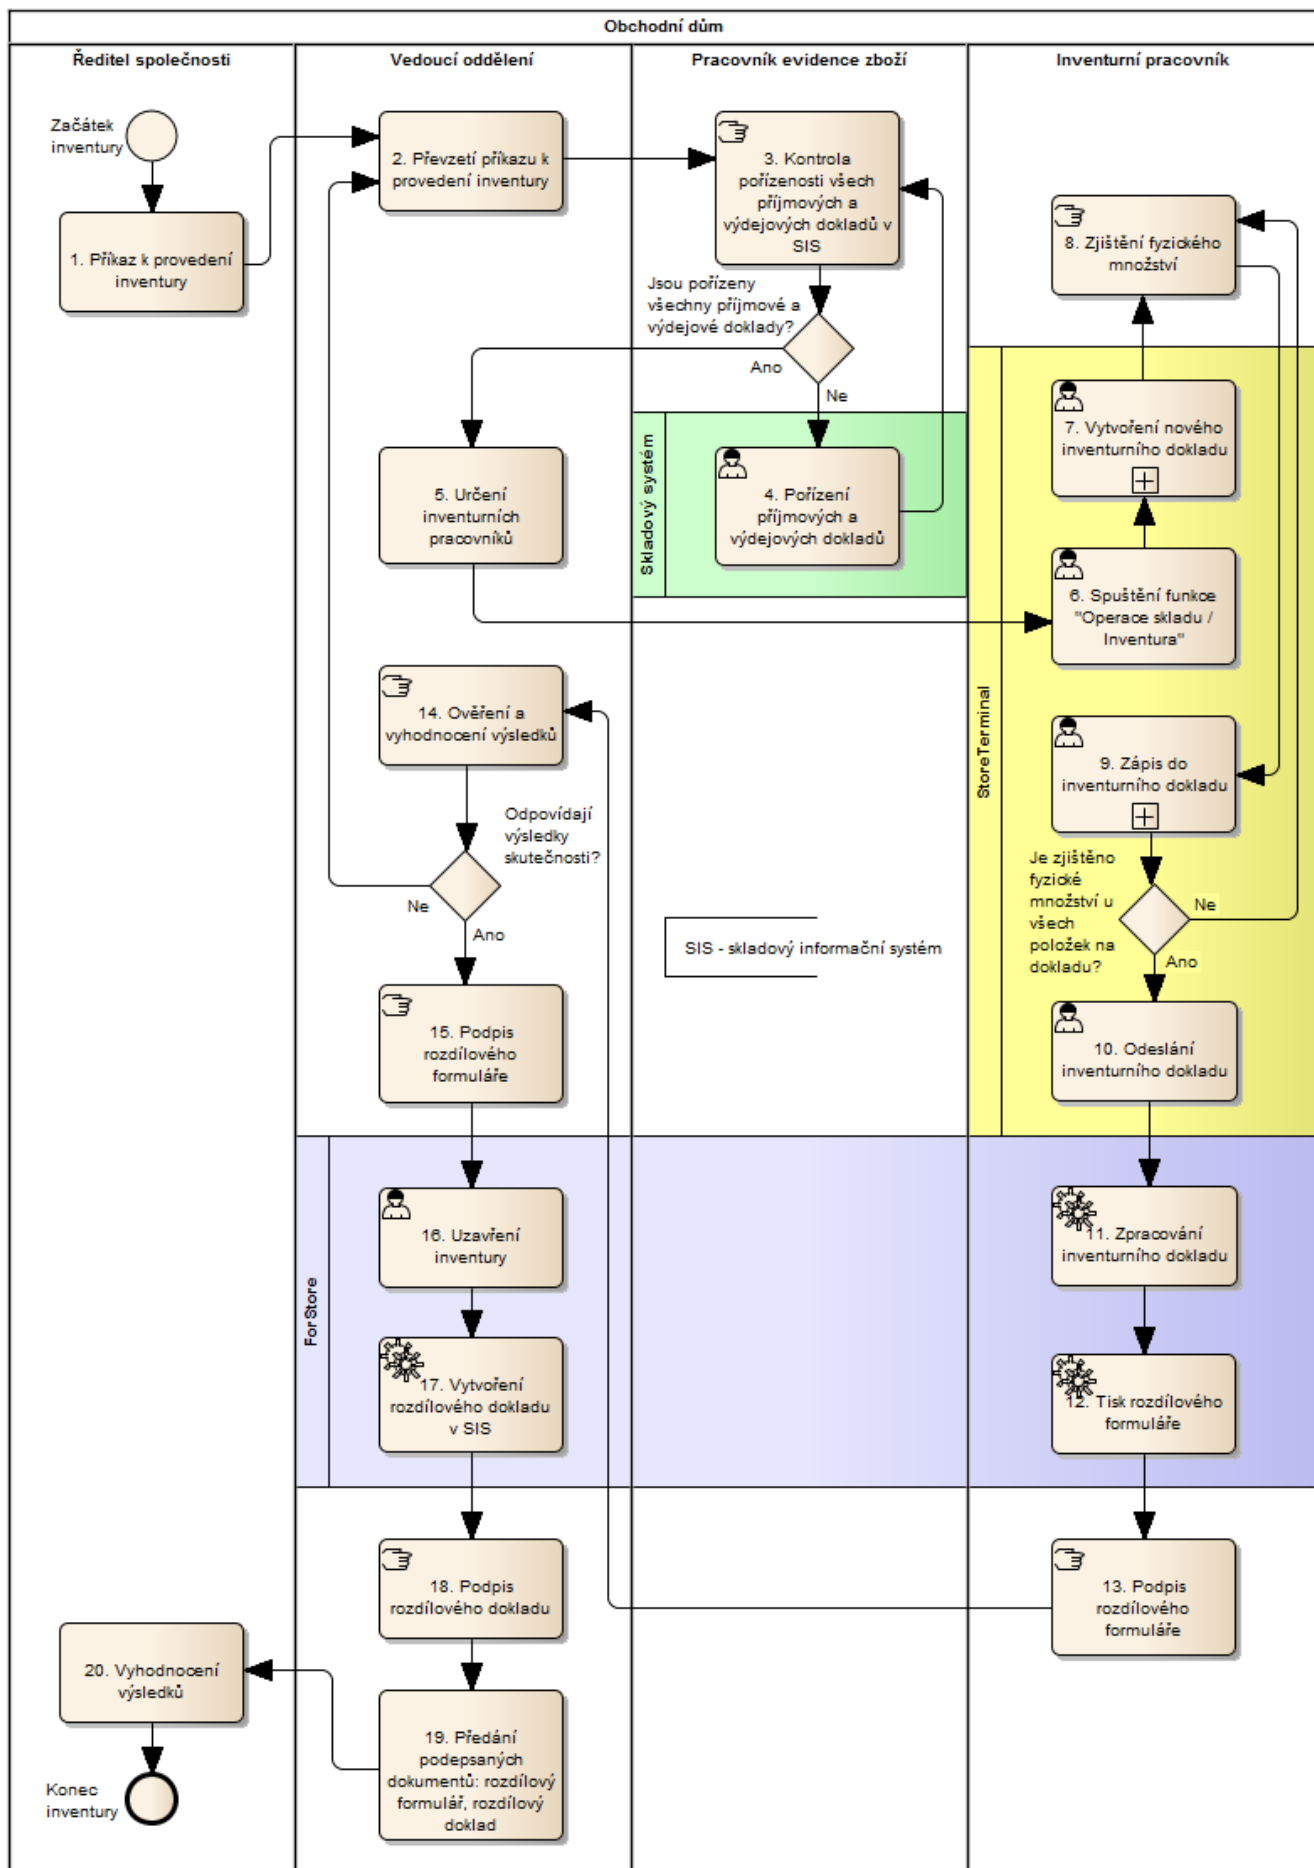 Obchodní dům
Ředitel společnosti
Vedoucí oddělení
Pracovník evidence zboží
Inventurní pracovník
Začátek
inventury
1. Příkaz k provedení
inventury
2. Převzetí příkazu k
provedení inventury
3. Kontrola
pořízenosti všech
příjmových a
výdejových dokladů v
SIS
Jsou pořízeny
všechny příjmové a
výdejové doklady?
Ano
Ne
Skladový systém
4. Pořízení
příjmových a
výdejových dokladů
5. Určení
inventurních
pracovníků
StoreTerminal
6. Spuštění funkce
"Operace skladu /
Inventura"
7. Vytvoření nového
inventurního dokladu
8. Zjištění fyzického
množství
9. Zápis do
inventurního dokladu
Je zjištěno
fyzické
množství u
všech
položek na
dokladu?
Ne
Ano
10. Odeslání
inventurního dokladu
ForStore
11. Zpracování
inventurního dokladu
12. Tisk rozdílového
formuláře
13. Podpis
rozdílového
formuláře
14. Ověření a
vyhodnocení výsledků
Odpovídají
výsledky
skutečnosti?
Ne
Ano
SIS - skladový informační systém
15. Podpis
rozdílového
formuláře
16. Uzavření
inventury
17. Vytvoření
rozdílového dokladu
v SIS
18. Podpis
rozdílového dokladu
19. Předání
podepsaných
dokumentů: rozdílový
formulář, rozdílový
doklad
20. Vyhodnocení
výsledků
Konec
inventury